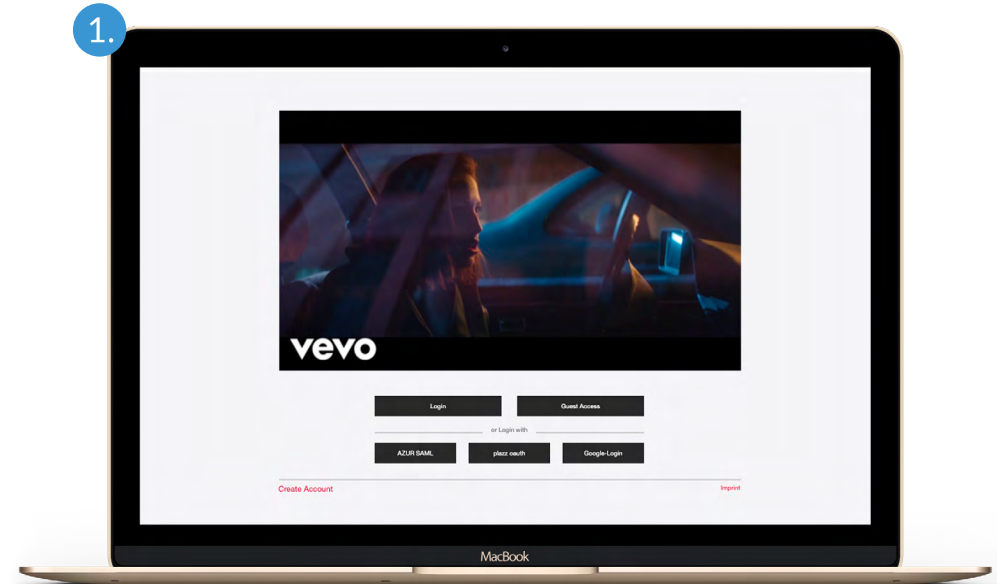 1.
vevo
Login Guest Access
or Login with
AZUR SAML plazz oauth Google-Login
Create Account Imprint
MacBook